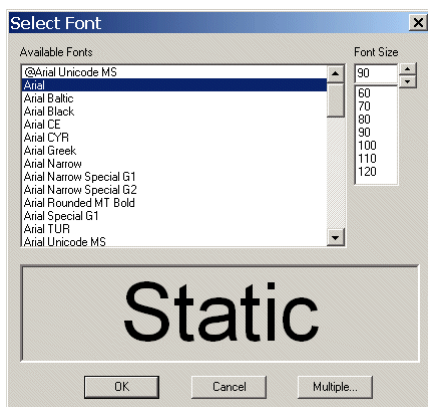 Select Font
Available Fonts
Font Size
@Arial Unicode MS
Arial
Arial Baltic
Arial Black
Arial CE
Arial CYR
Arial Greek
Arial Narrow
Arial Narrow Special G1
Arial Narrow Special G2
Arial Rounded MT Bold
Arial Special G1
Arial TUR
Arial Unicode MS
90
60
70
80
90
100
110
120
Static
OK
Cancel
Multiple...